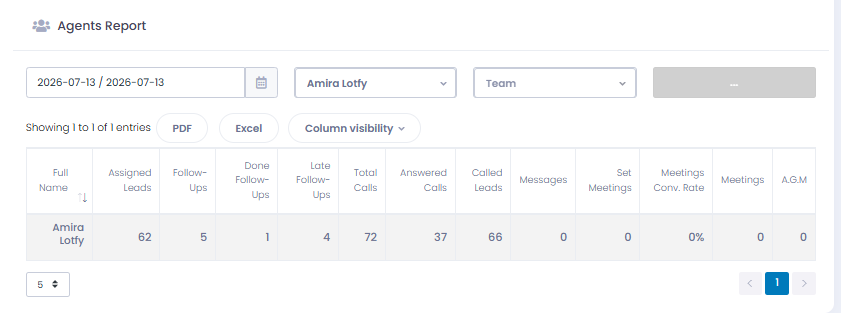 Agents Report
2026-07-13 / 2026-07-13
Amira Lotfy
Team
...
Showing 1 to 1 of 1 entries
PDF
Excel
Column visibility
Full Name
Assigned Leads
Follow-Ups
Done Follow-Ups
Late Follow-Ups
Total Calls
Answered Calls
Called Leads
Messages
Set Meetings
Meetings Conv. Rate
Meetings
A.G.M
Amira Lotfy
62
5
1
4
72
37
66
0
0
0%
0
0
5
1